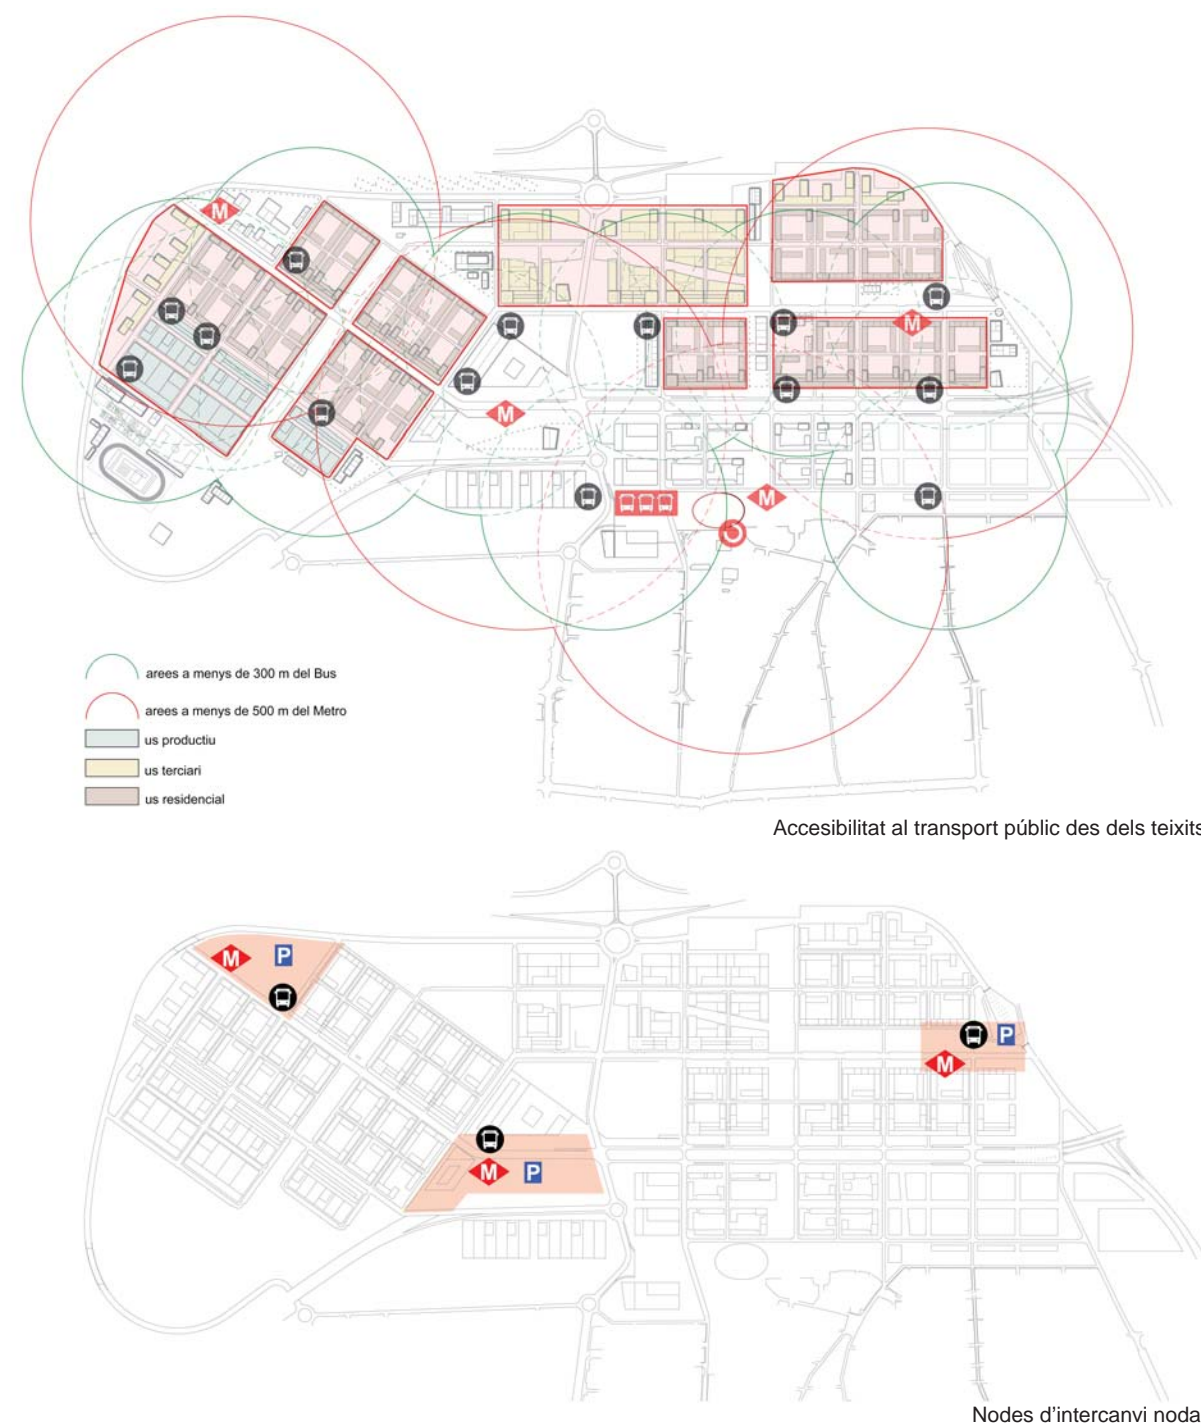 M
M
M
M
arees a menys de 300 m del Bus
arees a menys de 500 m del Metro
us productiu
us terciari
us residencial
Accesibilitat al transport públic des dels teixits
M P
P
M
M P
Nodes d'intercanvi noda